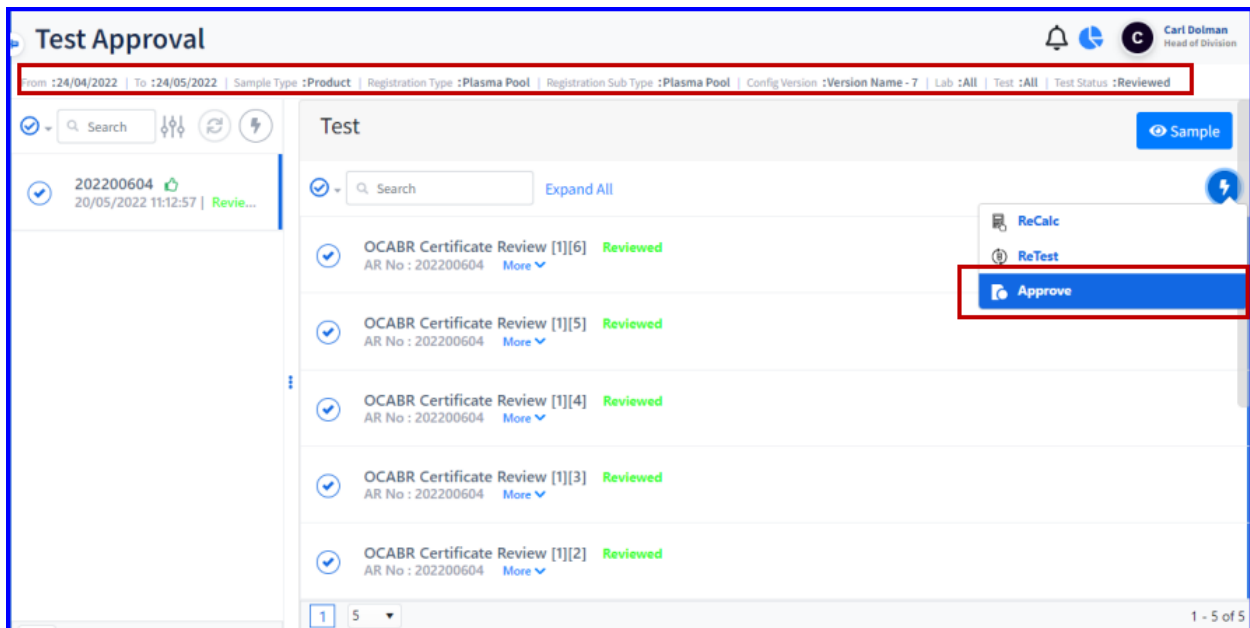 Test Approval
C
Carl Dolman
Head of Division
From :24/04/2022 | To :24/05/2022 | Sample Type :Product | Registration Type :Plasma Pool | Registration Sub Type :Plasma Pool | Config Version :Version Name - 7 | Lab :All | Test :All | Test Status :Reviewed
Search
Test
Sample
202200604
20/05/2022 11:12:57 | Revie...
Search
Expand All
ReCalc
ReTest
Approve
OCABR Certificate Review [1][6] Reviewed
AR No : 202200604 More
OCABR Certificate Review [1][5] Reviewed
AR No : 202200604 More
OCABR Certificate Review [1][4] Reviewed
AR No : 202200604 More
OCABR Certificate Review [1][3] Reviewed
AR No : 202200604 More
OCABR Certificate Review [1][2] Reviewed
AR No : 202200604 More
1 5 1 - 5 of 5